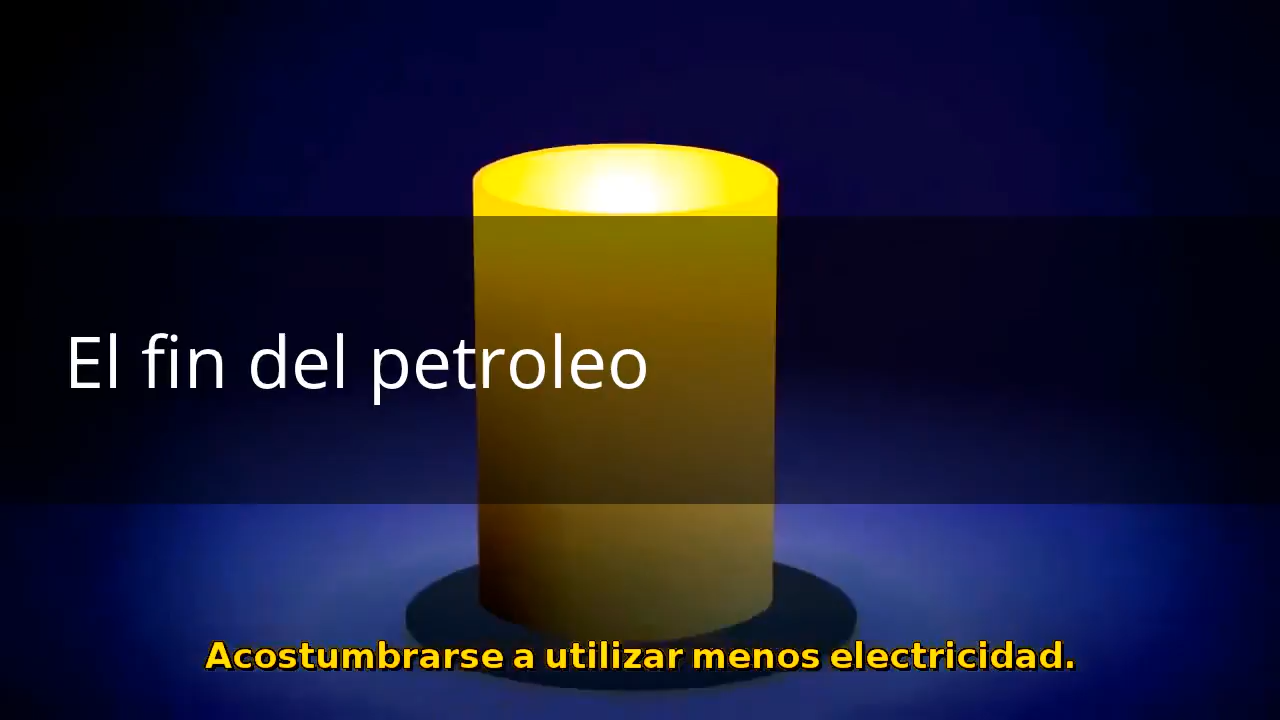 El fin del petroleo
Acostumbrarse a utilizar menos electricidad.